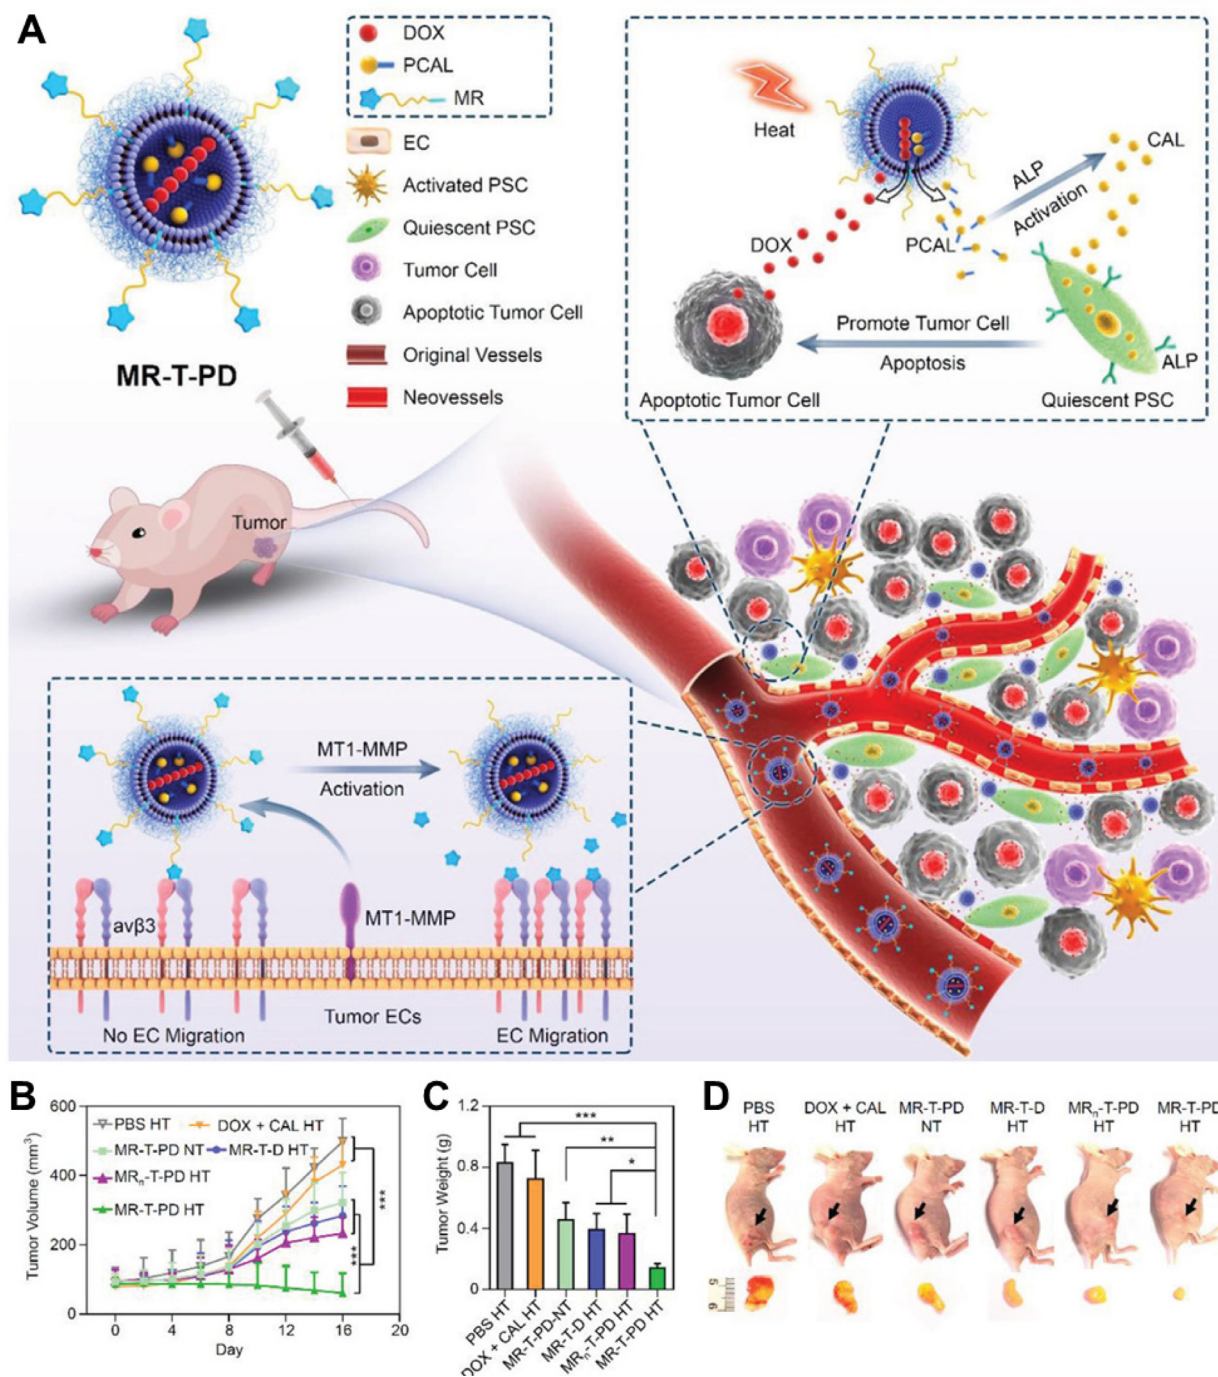 A
DOX
PCAL
MR
EC
Activated PSC
Quiescent PSC
Tumor Cell
Apoptotic Tumor Cell
Original Vessels
Neovessels
MR-T-PD
Heat
DOX
PCAL
ALP
Activation
CAL
Promote Tumor Cell
Apoptosis
ALP
Apoptotic Tumor Cell
Quiescent PSC
Tumor
MT1-MMP
Activation
αvβ3
MT1-MMP
No EC Migration
Tumor ECs
EC Migration
B
Tumor Volume (mm³)
600
400
200
0
PBS HT
DOX + CAL HT
MR-T-PD NT
MR-T-D HT
MRn-T-PD HT
MR-T-PD HT
***
***
0 4 8 12 16 20
Day
C
Tumor Weight (g)
1.2
0.8
0.4
0
***
**
*
PBS HT
DOX + CAL HT
MR-T-PD-NT
MR-T-D HT
MRn-T-PD HT
MR-T-PD HT
D
PBS
HT
DOX + CAL
HT
MR-T-PD
NT
MR-T-D
HT
MRn-T-PD
HT
MR-T-PD
HT
5
6